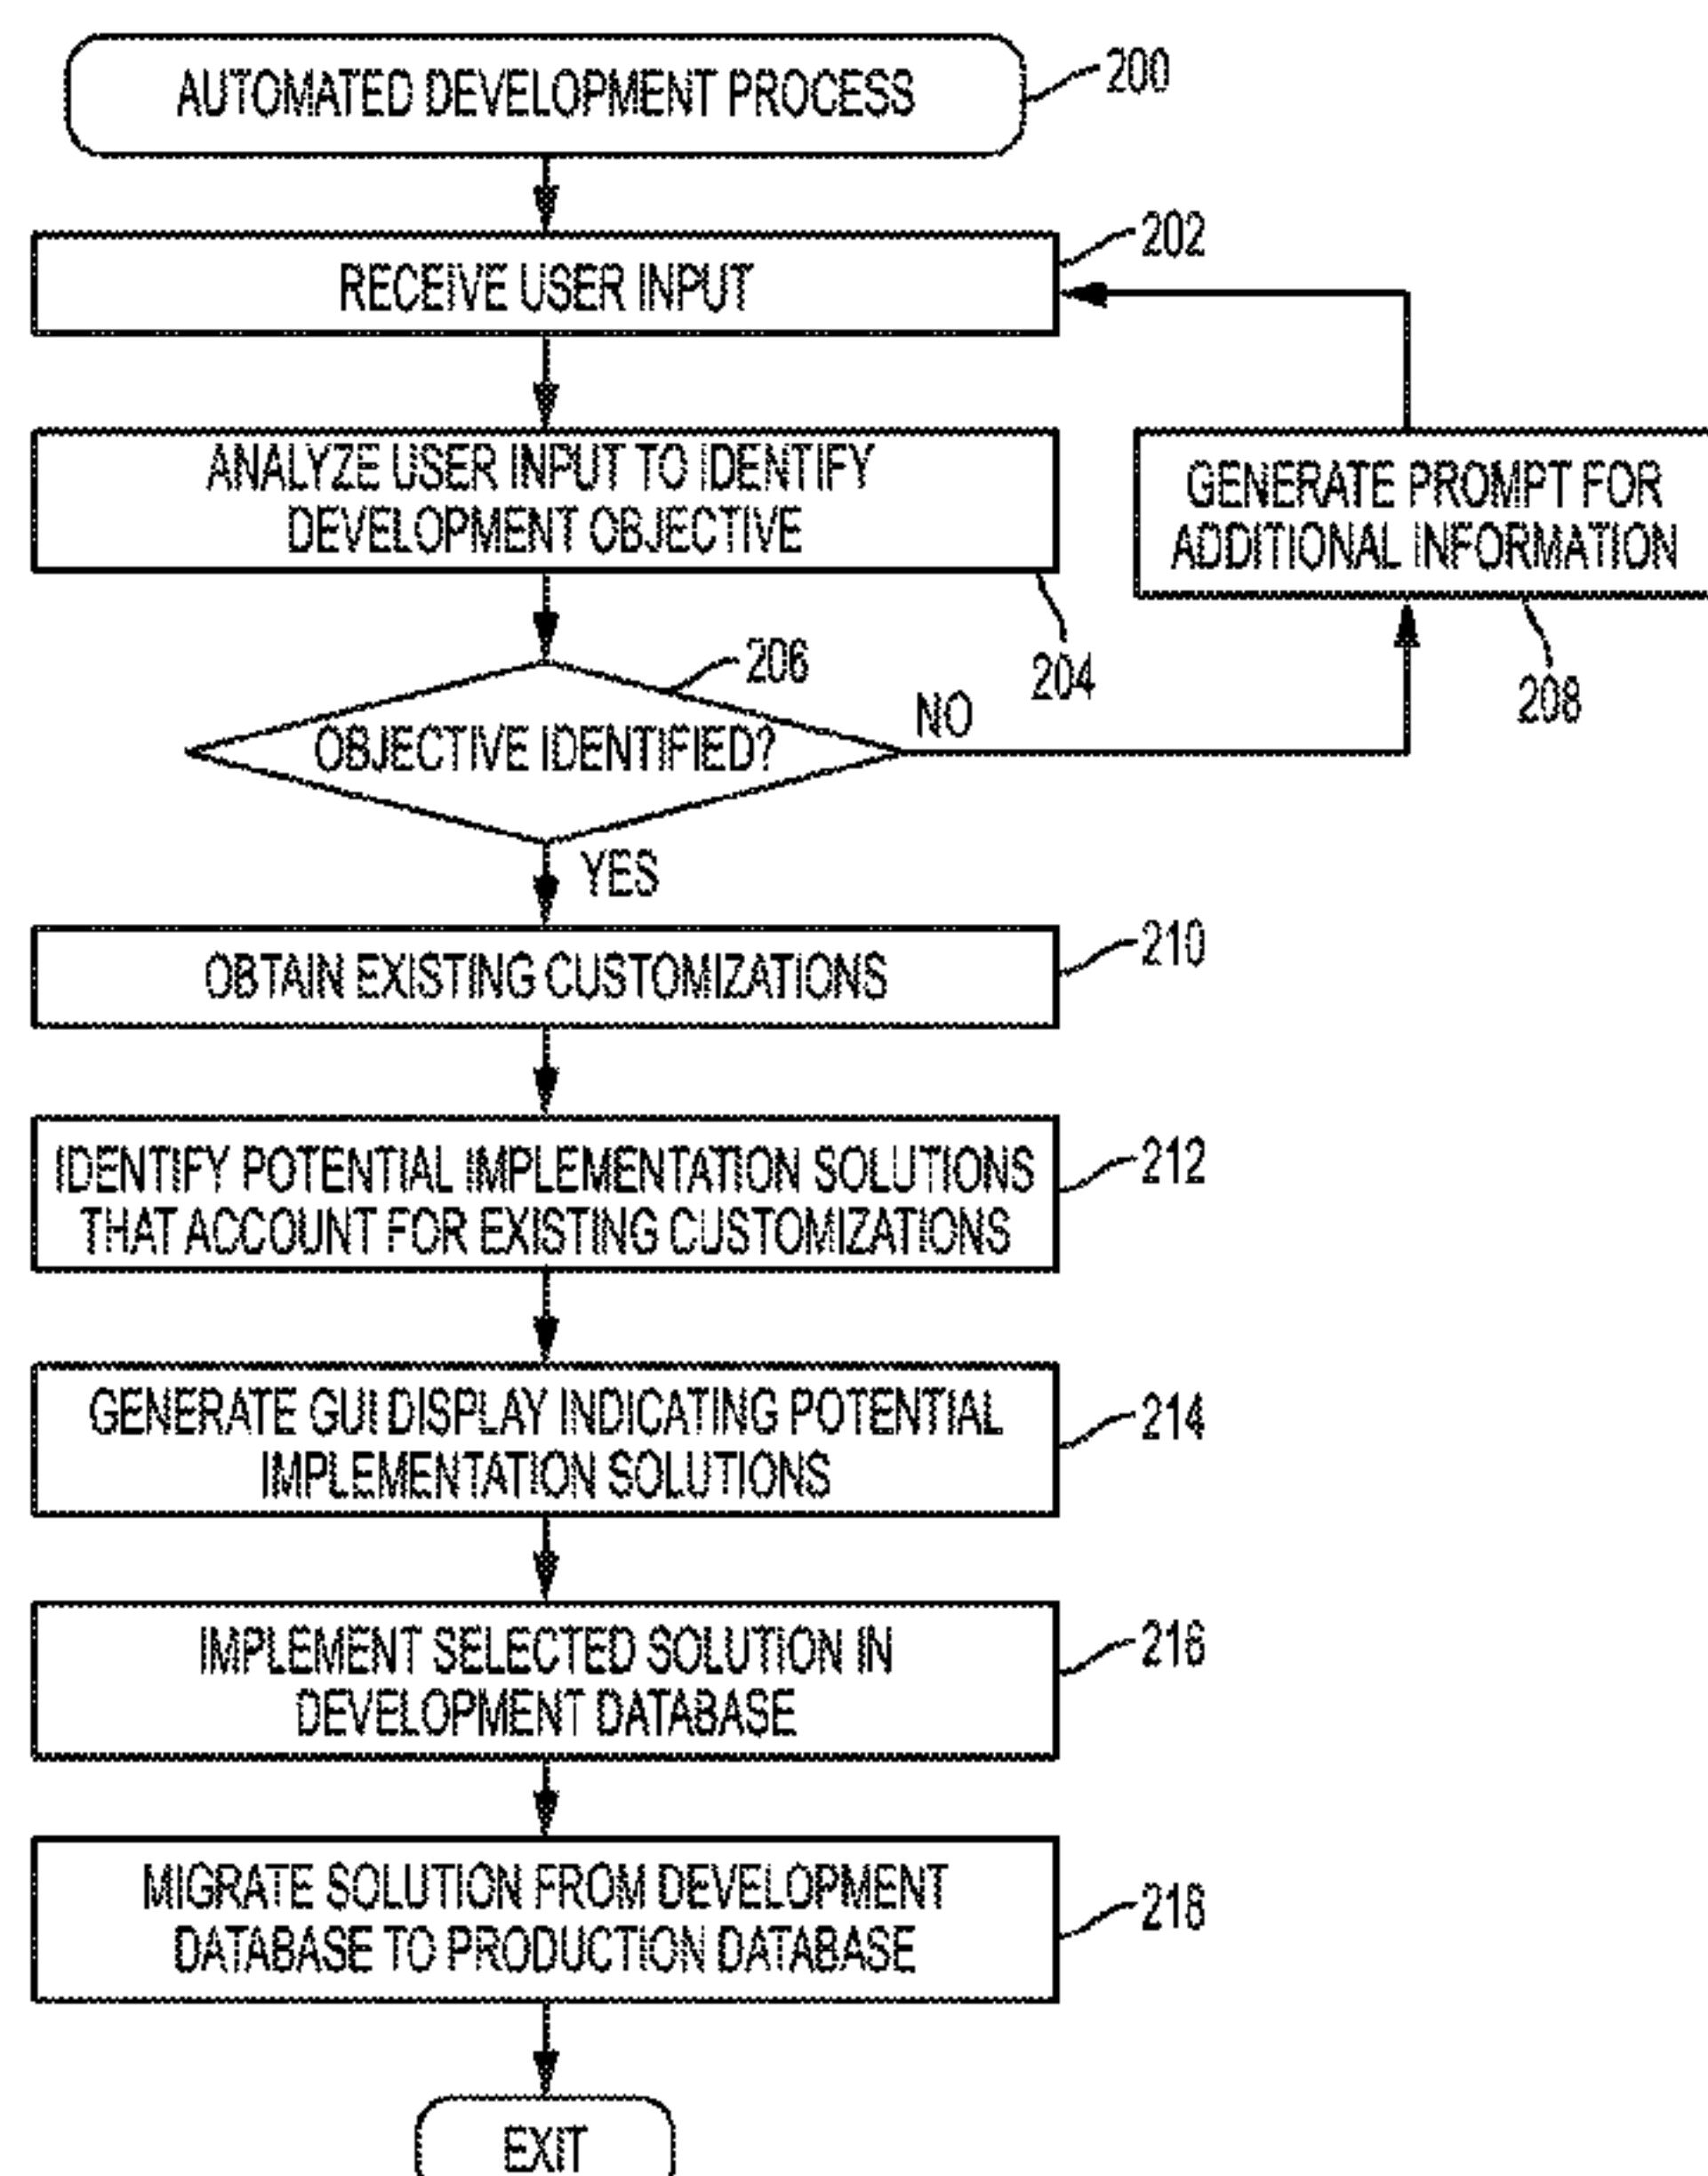 AUTOMATED DEVELOPMENT PROCESS
200
RECEIVE USER INPUT
202
ANALYZE USER INPUT TO IDENTIFY
DEVELOPMENT OBJECTIVE
204
GENERATE PROMPT FOR
ADDITIONAL INFORMATION
208
206
OBJECTIVE IDENTIFIED?
NO
YES
OBTAIN EXISTING CUSTOMIZATIONS
210
IDENTIFY POTENTIAL IMPLEMENTATION SOLUTIONS
THAT ACCOUNT FOR EXISTING CUSTOMIZATIONS
212
GENERATE GUI DISPLAY INDICATING POTENTIAL
IMPLEMENTATION SOLUTIONS
214
IMPLEMENT SELECTED SOLUTION IN
DEVELOPMENT DATABASE
216
MIGRATE SOLUTION FROM DEVELOPMENT
DATABASE TO PRODUCTION DATABASE
218
EXIT